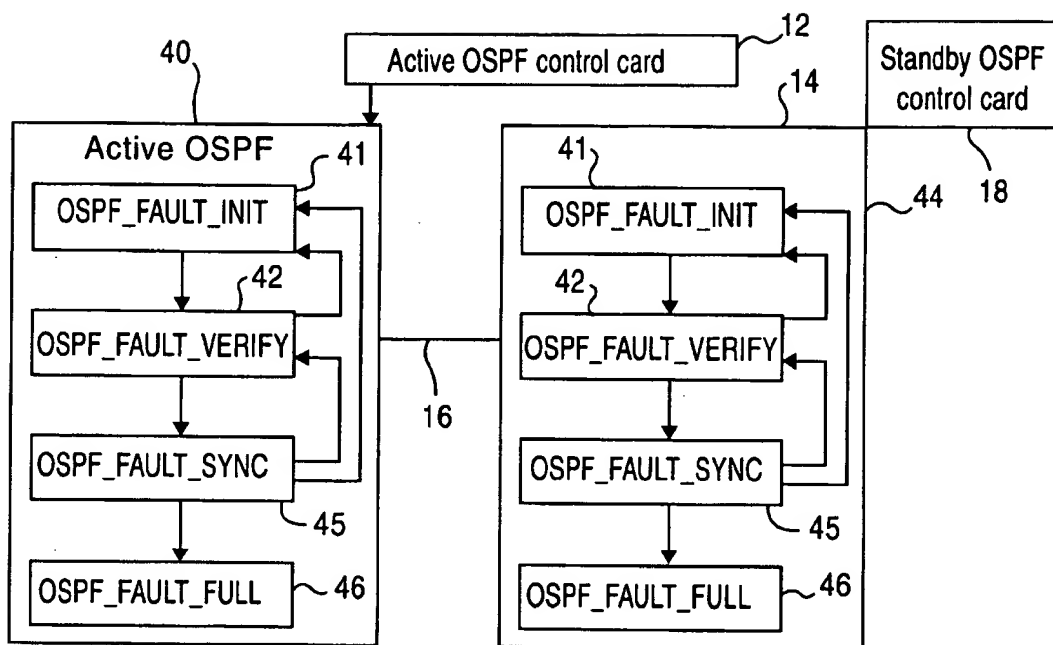 12
Active OSPF control card
Standby OSPF
control card
40
14
18
44
Active OSPF
41
OSPF_FAULT_INIT
42
OSPF_FAULT_VERIFY
OSPF_FAULT_SYNC
45
OSPF_FAULT_FULL
46
16
41
OSPF_FAULT_INIT
42
OSPF_FAULT_VERIFY
OSPF_FAULT_SYNC
45
OSPF_FAULT_FULL
46